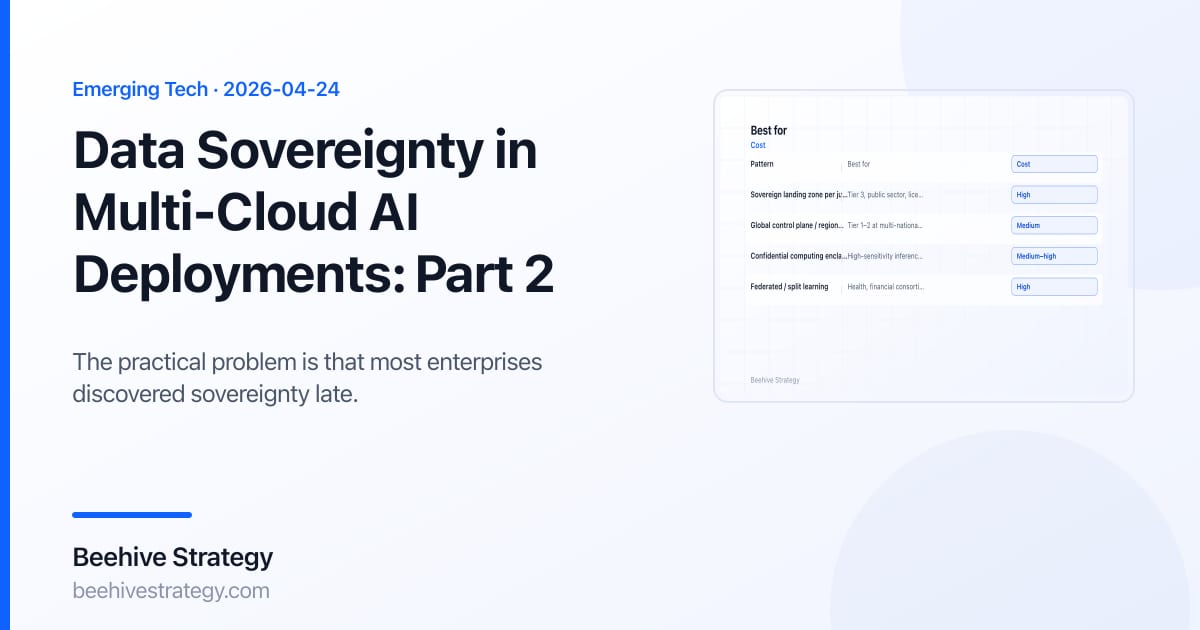 Emerging Tech · 2026-04-24
Data Sovereignty in
Multi-Cloud AI
Deployments: Part 2
The practical problem is that most enterprises
discovered sovereignty late.
Beehive Strategy
beehivestrategy.com
Best for
Cost
Pattern Best for Cost
Sovereign landing zone per ju... Tier 3, public sector, lice... High
Global control plane / region... Tier 1–2 at multi-nationa... Medium
Confidential computing encla... High-sensitivity inferenc... Medium–high
Federated / split learning Health, financial consorti... High
Beehive Strategy